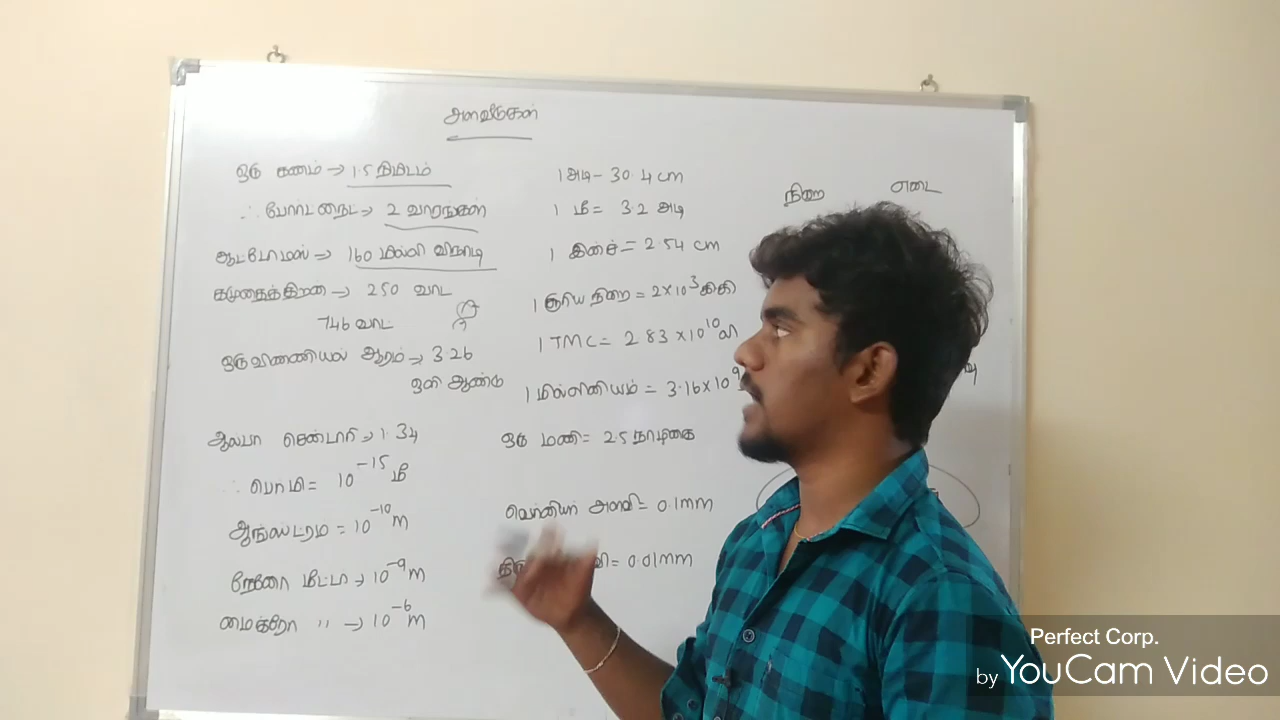 அளவீடுகள்
ஒரு கணம் → 1.5 நிமிடம்
∴ போர்ட்நைட் → 2 வாரங்கள்
ஆட்டோமஸ் → 160 மில்லி விநாடி
கழுதைத்திறன் → 250 வாட்
746 வாட்
ஒரு விண்ணியல் ஆரம் → 3.26
ஒளி ஆண்டு
ஆல்பா சென்டாரி → 1.34
∴ பெர்மி = 10⁻¹⁵ மீ
ஆங்ஸ்ட்ரம் = 10⁻¹⁰ m
நேனோ மீட்டர் → 10⁻⁹ m
மைக்ரோ " → 10⁻⁶ m
1 அடி - 30.4 cm
1 மீ = 3.2 அடி
1 இன்ச் = 2.54 cm
1 சூரிய நிறை = 2×10³ கிகி
1 TMC = 2.83 × 10¹⁰ லி
1 மில்லினியம் = 3.16×10⁹
ஒரு மணி = 2.5 நாழிகை
வெர்னியர் அளவி = 0.1mm
= 0.01mm
நிறை எடை
Perfect Corp.
by YouCam Video